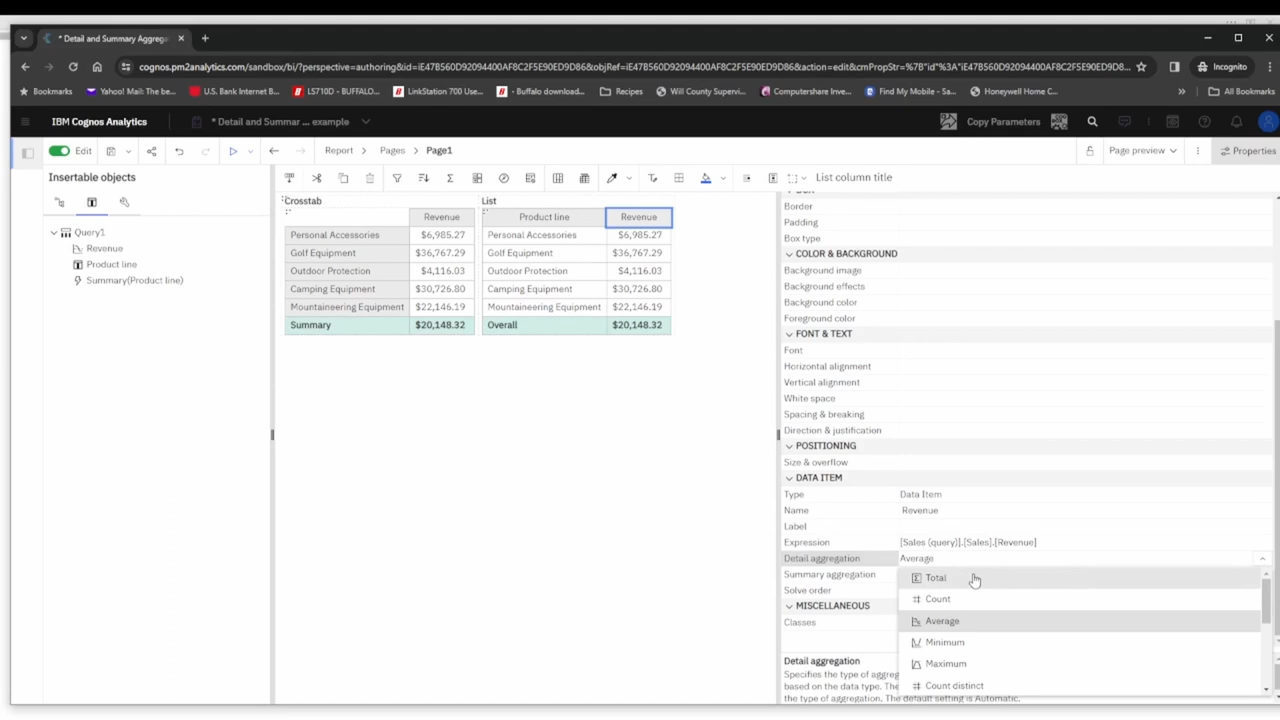 * Detail and Summary Aggreg
cognos.pm2analytics.com/sandbox/bi/?perspective=authoring&id=iE47B560D92094400AF8C2F5E90ED9D86&objRef=iE47B560D92094400AF8C2F5E90ED9D86&action=edit&cmPropStr=%7B"id"%3A"iE47B560D92094400AF8C2F5E90ED9D8... Incognito
Bookmarks Yahoo! Mail: The be... U.S. Bank Internet B... LS710D - BUFFALO... LinkStation 700 Use... - Buffalo download... Recipes Will County Supervi... Computershare Inve... Find My Mobile - Sa... Honeywell Home C... » All Bookmarks
IBM Cognos Analytics * Detail and Summar ... example Copy Parameters
Edit Report Pages Page1 Page preview Properties
Insertable objects List column title
Query1
Revenue
Product line
Summary(Product line)
Crosstab
Revenue
Personal Accessories $6,985.27
Golf Equipment $36,767.29
Outdoor Protection $4,116.03
Camping Equipment $30,726.80
Mountaineering Equipment $22,146.19
Summary $20,148.32
List
Product line Revenue
Personal Accessories $6,985.27
Golf Equipment $36,767.29
Outdoor Protection $4,116.03
Camping Equipment $30,726.80
Mountaineering Equipment $22,146.19
Overall $20,148.32
Border
Padding
Box type
COLOR & BACKGROUND
Background image
Background effects
Background color
Foreground color
FONT & TEXT
Font
Horizontal alignment
Vertical alignment
White space
Spacing & breaking
Direction & justification
POSITIONING
Size & overflow
DATA ITEM
Type Data Item
Name Revenue
Label
Expression [Sales (query)].[Sales].[Revenue]
Detail aggregation Average
Summary aggregation
Solve order
MISCELLANEOUS
Classes
Total
Count
Average
Minimum
Maximum
Count distinct
Detail aggregation
Specifies the type of aggreg
based on the data type. The
the type of aggregation. The default setting is Automatic.